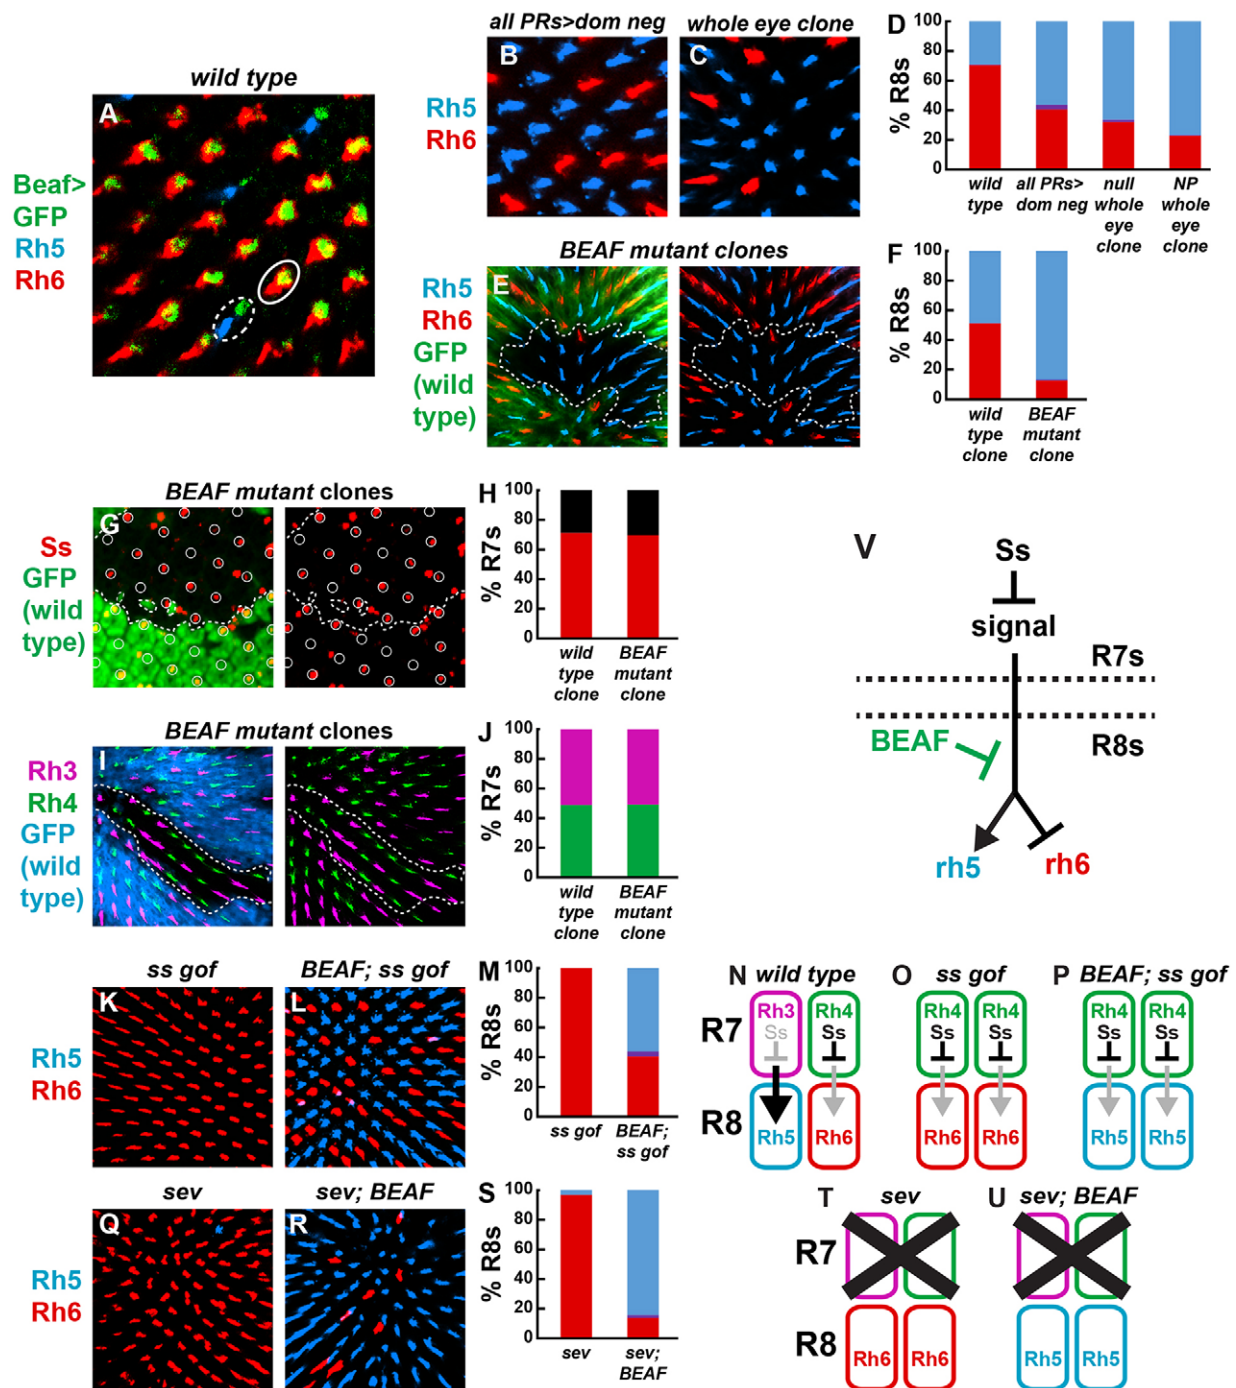 wild type
A
Beaf>
GFP
Rh5
Rh6
all PRs>dom neg
whole eye clone
B
C
Rh5
Rh6
D
% R8s
100
80
60
40
20
0
wild
type
all PRs>
dom neg
null
whole
eye
clone
NP
whole
eye
clone
BEAF mutant clones
E
Rh5
Rh6
GFP
(wild
type)
F
% R8s
100
80
60
40
20
0
wild
type
clone
BEAF
mutant
clone
BEAF mutant clones
G
Ss
GFP
(wild
type)
H
% R7s
100
80
60
40
20
0
wild
type
clone
BEAF
mutant
clone
V
Ss
signal
R7s
BEAF
R8s
rh5
rh6
BEAF mutant clones
I
Rh3
Rh4
GFP
(wild
type)
J
% R7s
100
80
60
40
20
0
wild
type
clone
BEAF
mutant
clone
ss gof
BEAF; ss gof
K
L
Rh5
Rh6
M
% R8s
100
80
60
40
20
0
ss gof
BEAF;
ss gof
N wild type
O ss gof
P BEAF; ss gof
R7
Rh3
Ss
Rh4
Ss
Rh4
Ss
Rh4
Ss
Rh4
Ss
Rh4
Ss
R8
Rh5
Rh6
Rh6
Rh6
Rh5
Rh5
sev
sev; BEAF
Q
R
Rh5
Rh6
S
% R8s
100
80
60
40
20
0
sev
sev;
BEAF
T sev
U sev; BEAF
R7
R8
Rh6
Rh6
Rh5
Rh5